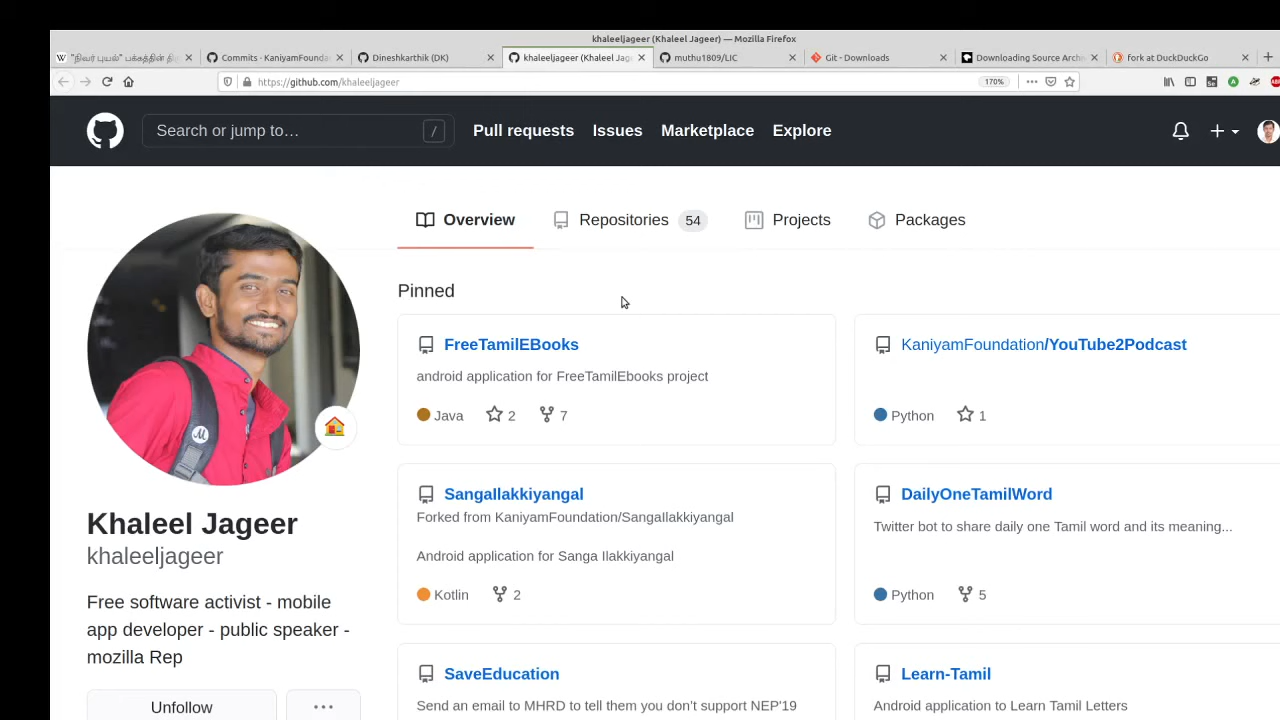 khaleeljageer (Khaleel Jageer) — Mozilla Firefox
W "நிவர் புயல்" பக்கத்தின் தி
Commits · KaniyamFounda
Dineshkarthik (DK)
khaleeljageer (Khaleel Jage
muthu1809/LIC
Git - Downloads
Downloading Source Archi
fork at DuckDuckGo
https://github.com/khaleeljageer
170%
Search or jump to…
/
Pull requests
Issues
Marketplace
Explore
Overview
Repositories 54
Projects
Packages
Pinned
FreeTamilEBooks
android application for FreeTamilEbooks project
Java 2 7
KaniyamFoundation/YouTube2Podcast
Python 1
SangaIlakkiyangal
Forked from KaniyamFoundation/SangaIlakkiyangal
Android application for Sanga Ilakkiyangal
Kotlin 2
DailyOneTamilWord
Twitter bot to share daily one Tamil word and its meaning...
Python 5
SaveEducation
Send an email to MHRD to tell them you don't support NEP'19
Learn-Tamil
Android application to Learn Tamil Letters
Khaleel Jageer
khaleeljageer
Free software activist - mobile
app developer - public speaker -
mozilla Rep
Unfollow